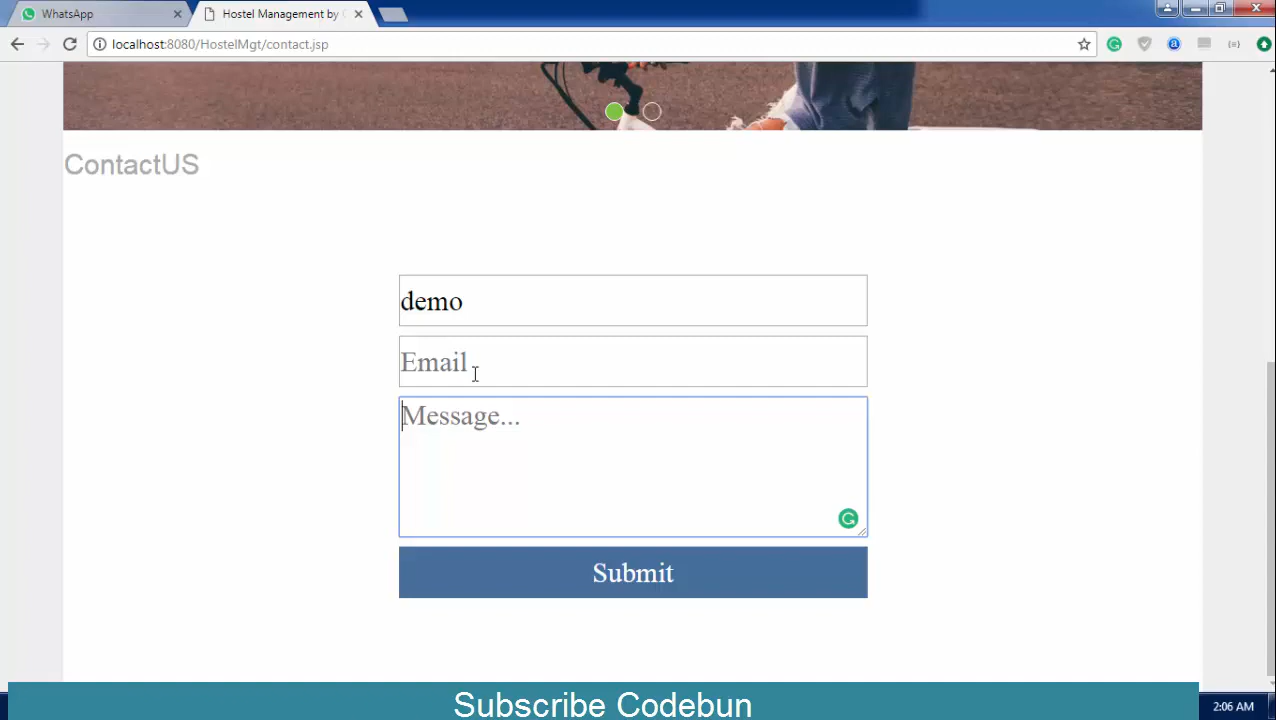 WhatsApp
Hostel Management by
localhost:8080/HostelMgt/contact.jsp
ContactUS
demo
Email
Message...
Submit
Subscribe Codebun
2:06 AM